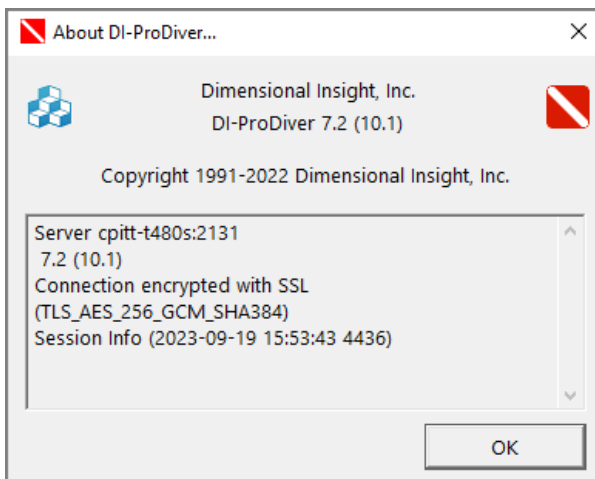 About DI-ProDiver...
Dimensional Insight, Inc.
DI-ProDiver 7.2 (10.1)
Copyright 1991-2022 Dimensional Insight, Inc.
Server cpitt-t480s:2131
7.2 (10.1)
Connection encrypted with SSL
(TLS_AES_256_GCM_SHA384)
Session Info (2023-09-19 15:53:43 4436)
OK